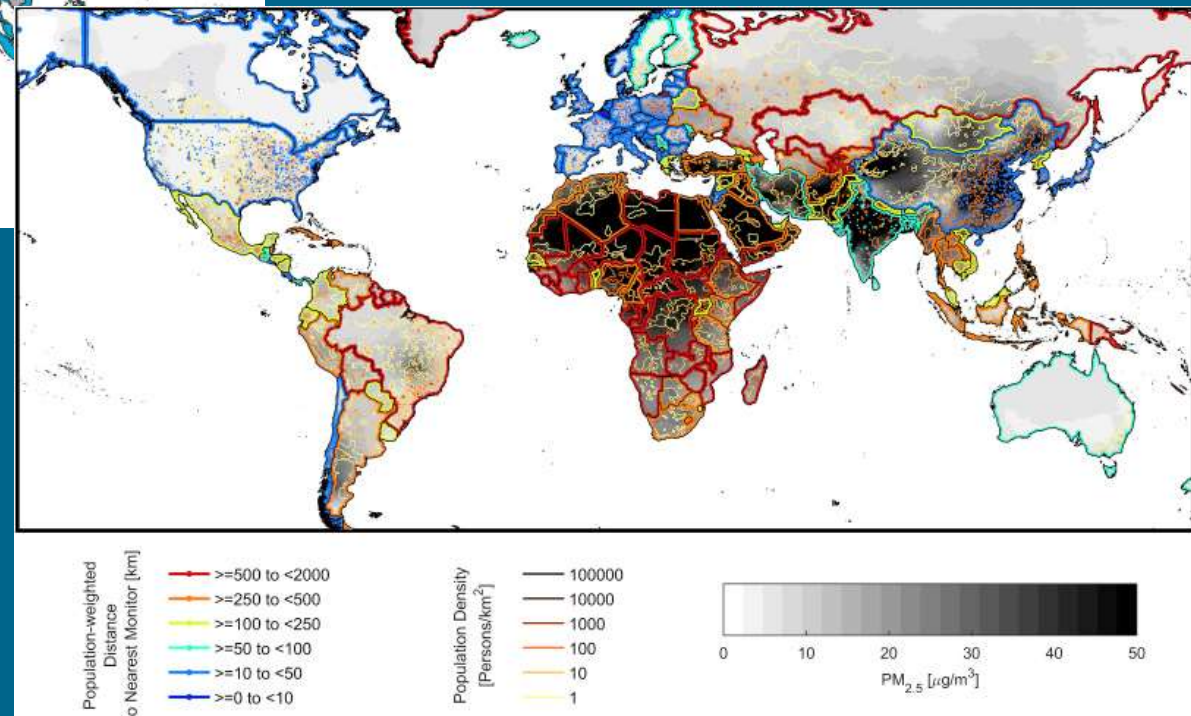 Population-weighted
Distance
o Nearest Monitor [km]
>=500 to <2000
>=250 to <500
>=100 to <250
>=50 to <100
>=10 to <50
>=0 to <10
Population Density
[Persons/km²]
100000
10000
1000
100
10
1
0 10 20 30 40 50
PM₂.₅ [μg/m³]